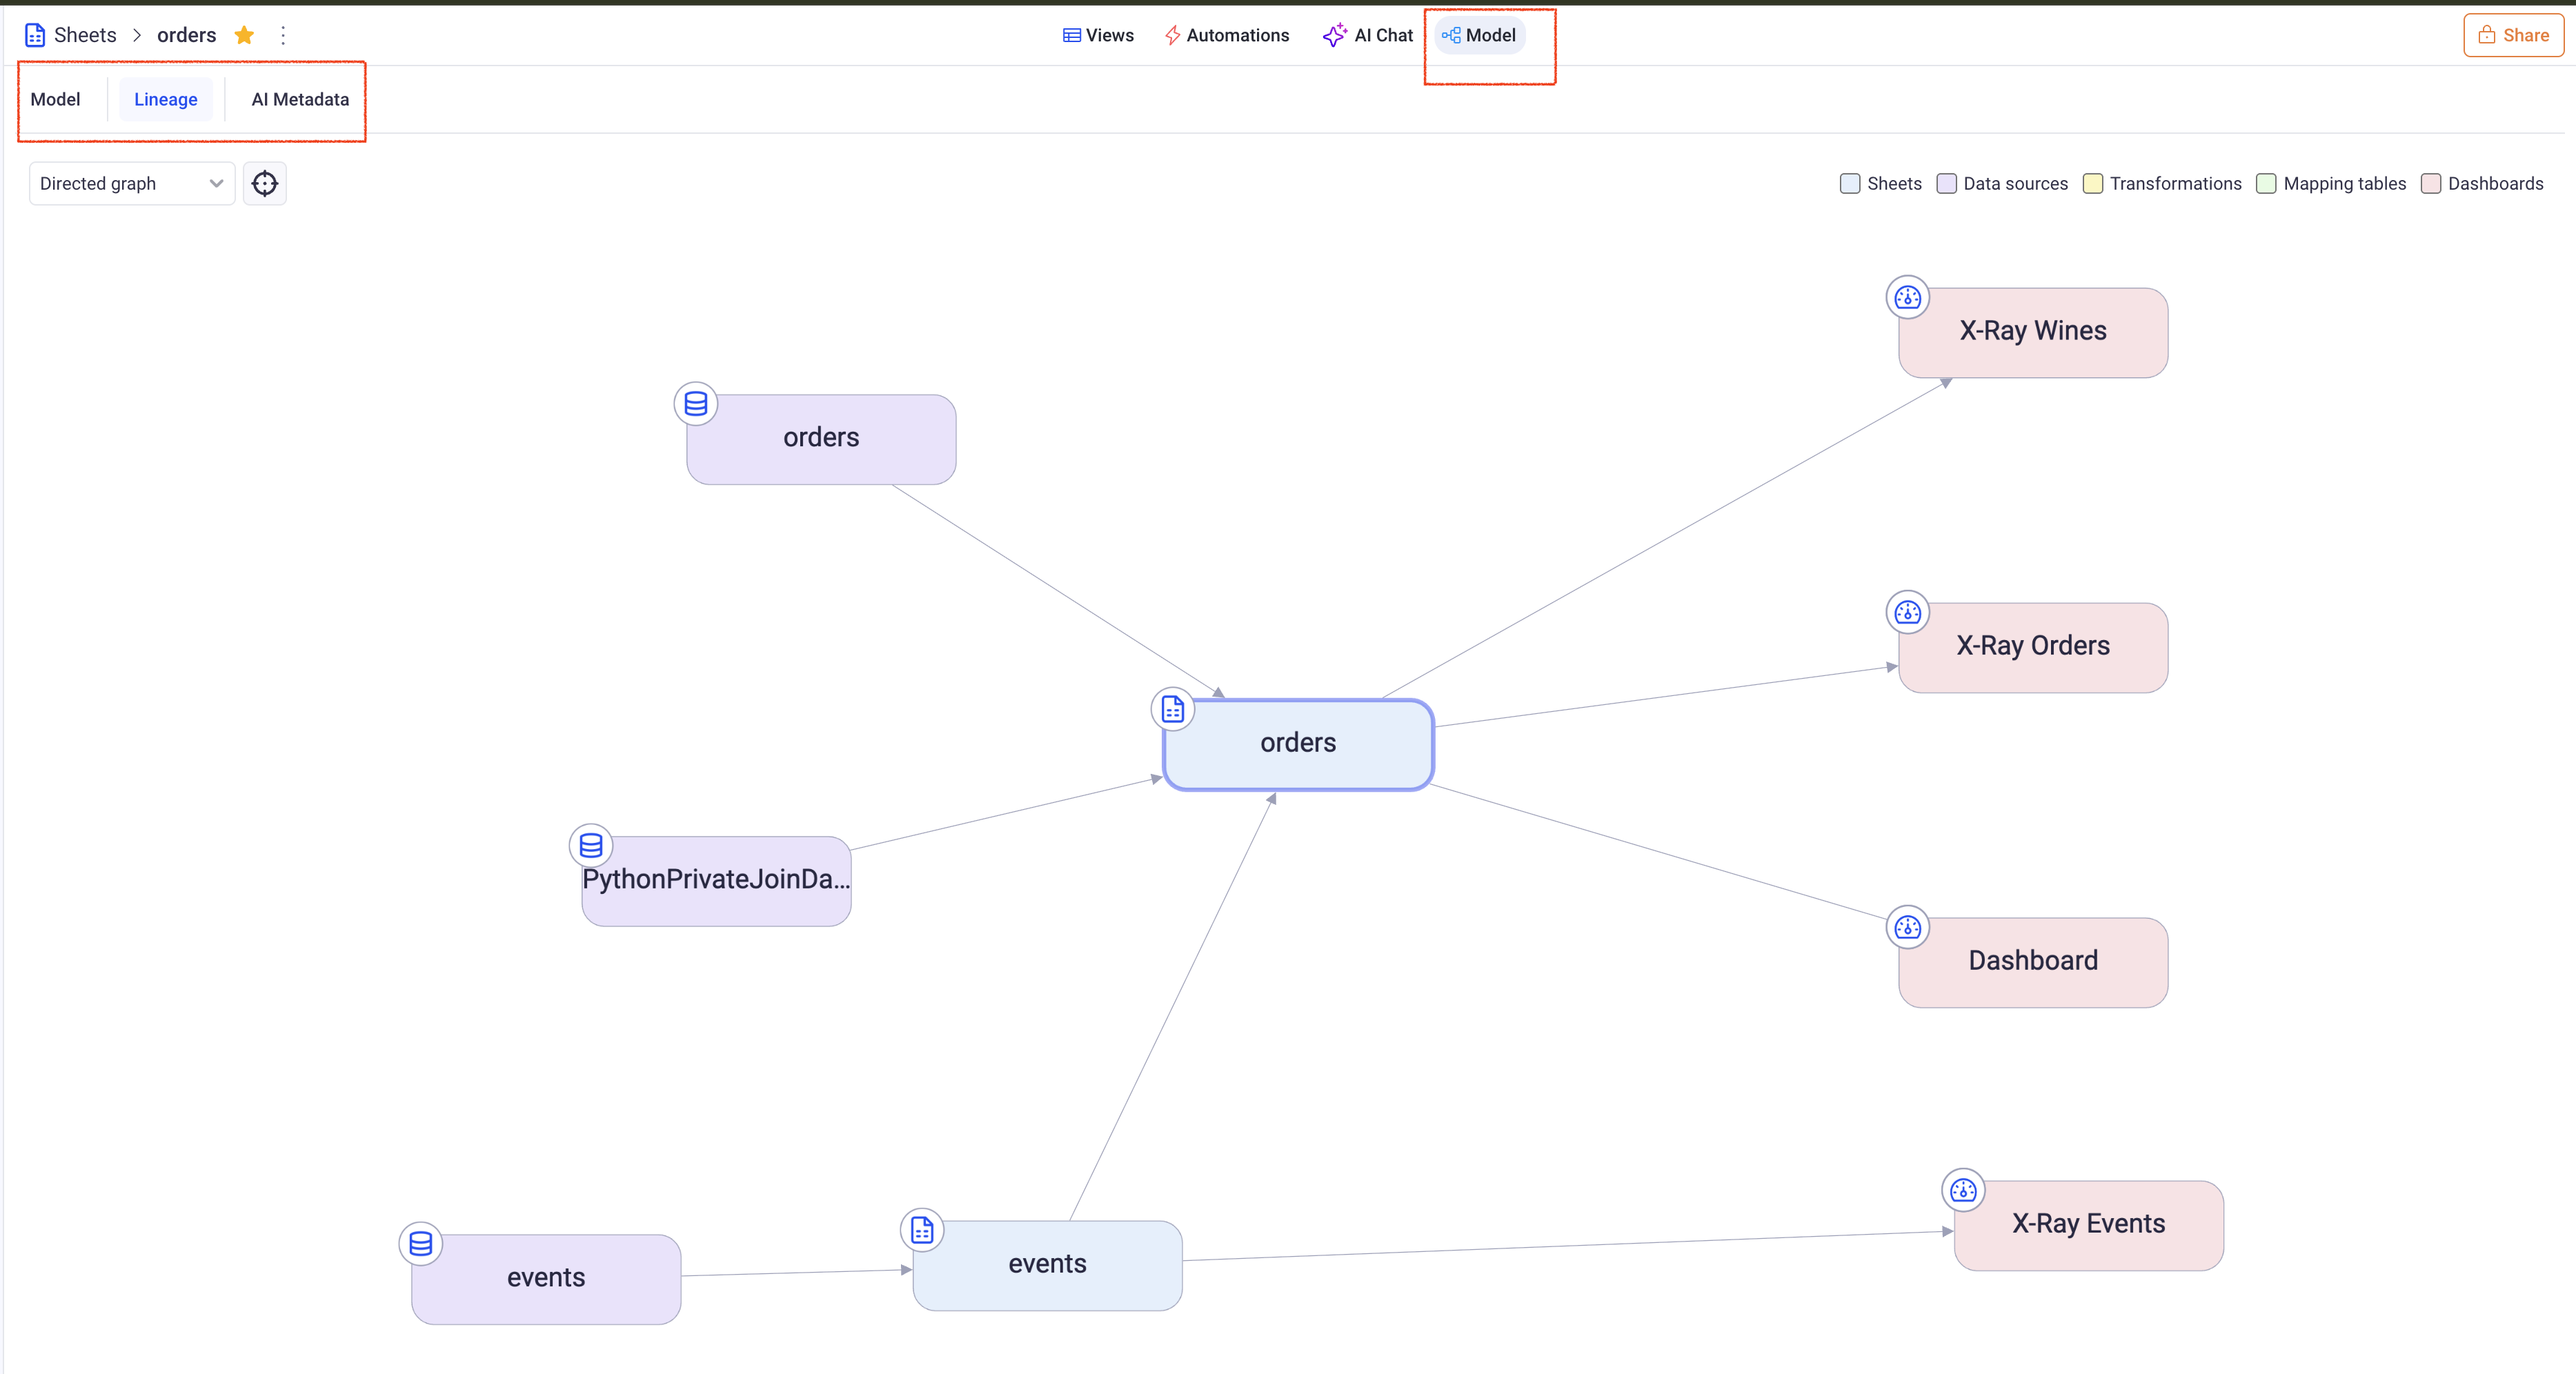 Sheets > orders
Views Automations AI Chat Model
Share
Model Lineage AI Metadata
Directed graph
Sheets Data sources Transformations Mapping tables Dashboards
X-Ray Wines
orders
X-Ray Orders
orders
PythonPrivateJoinDa...
Dashboard
X-Ray Events
events
events